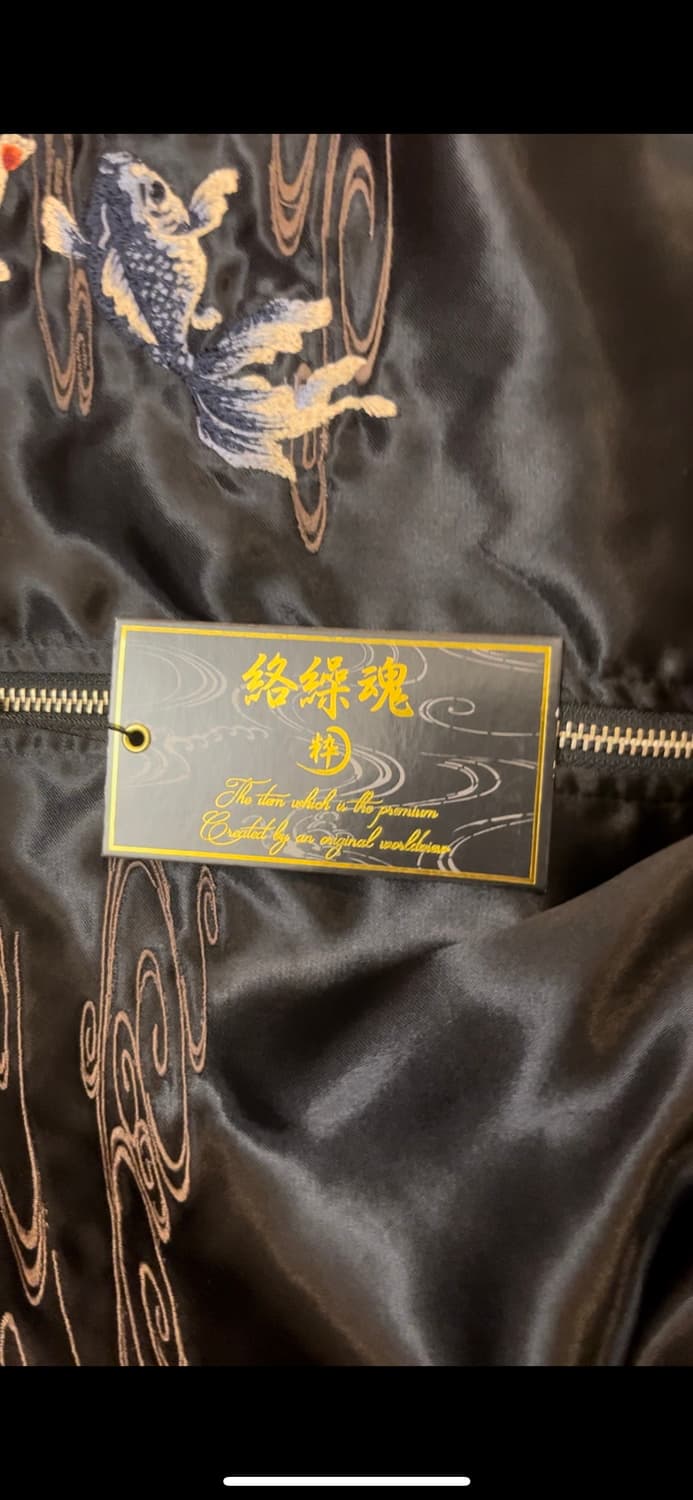 絡繰魂
粋
The item which is the premium
Created by an original worldview